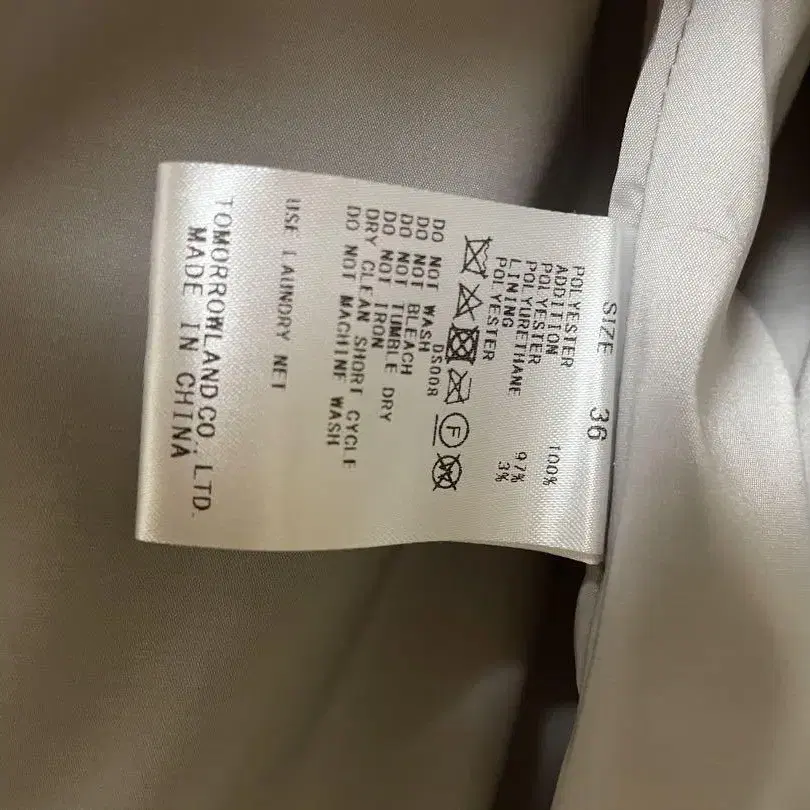 SIZE 36
POLYESTER 100%
ADDITION
POLYESTER 97%
POLYURETHANE 3%
LINING
POLYESTER
F
DS008
DO NOT WASH
DO NOT BLEACH
DO NOT TUMBLE DRY
DO NOT IRON
DRY CLEAN SHORT CYCLE
DO NOT MACHINE WASH
USE LAUNDRY NET
TOMORROWLAND CO., LTD.
MADE IN CHINA